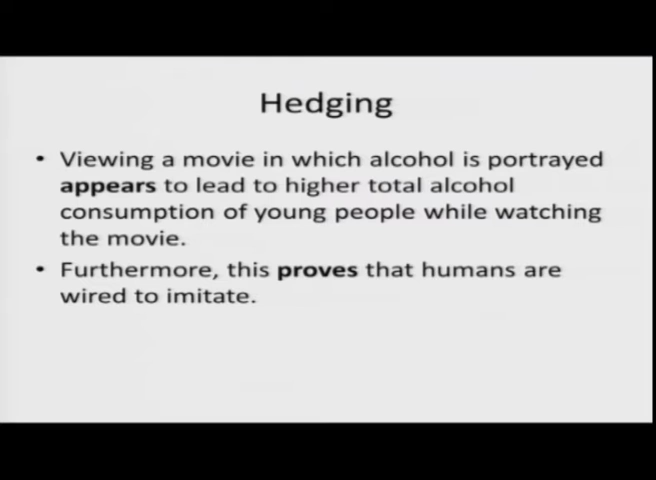 Hedging
• Viewing a movie in which alcohol is portrayed
appears to lead to higher total alcohol
consumption of young people while watching
the movie.
• Furthermore, this proves that humans are
wired to imitate.